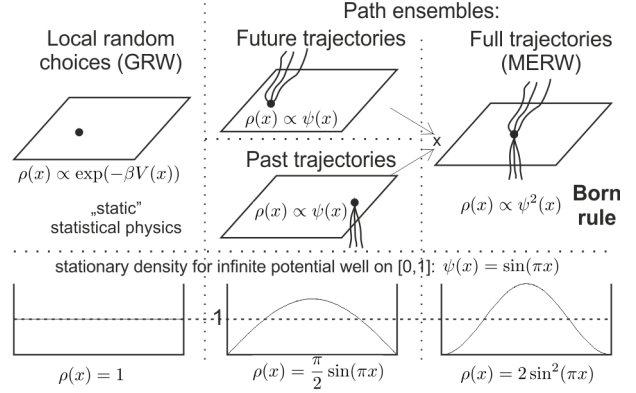 Path ensembles:
Local random
choices (GRW)
ρ(x) ∝ exp(−βV(x))
„static”
statistical physics
Future trajectories
ρ(x) ∝ ψ(x)
Past trajectories
ρ(x) ∝ ψ(x)
x
Full trajectories
(MERW)
ρ(x) ∝ ψ²(x)
Born
rule
stationary density for infinite potential well on [0,1]: ψ(x) = sin(πx)
1
ρ(x) = 1
ρ(x) = π/2 sin(πx)
ρ(x) = 2 sin²(πx)